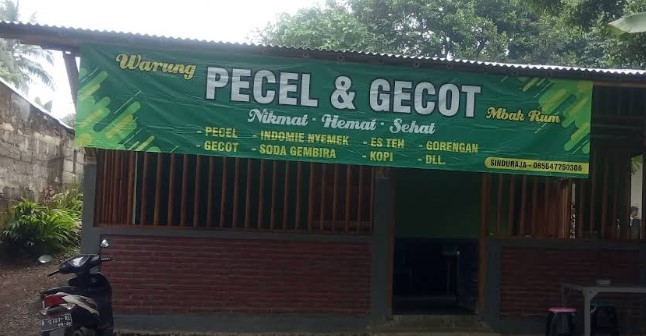 Warung
PECEL & GECOT
Mbak Rum
Nikmat - Hemat - Sehat
- PECEL - INDOMIE NYEMEK - ES TEH - GORENGAN
- GECOT - SODA GEMBIRA - KOPI - DLL.
SINDURAJA - 085647250306